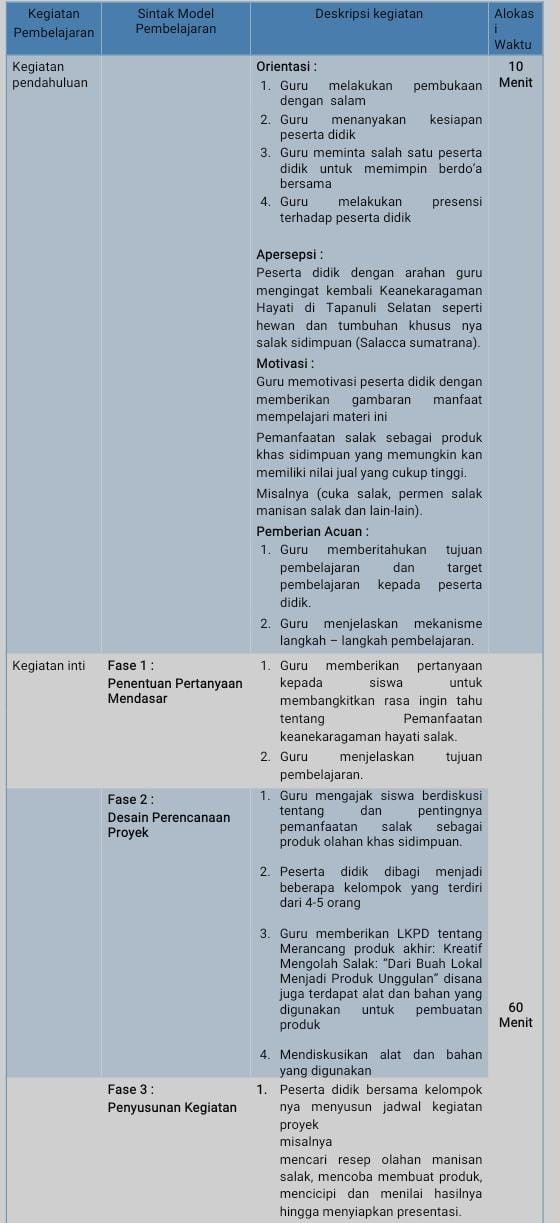 Kegiatan
Pembelajaran
Sintak Model
Pembelajaran
Deskripsi kegiatan
Alokas
i
Waktu
Kegiatan
pendahuluan
Orientasi :
1. Guru melakukan pembukaan
dengan salam
2. Guru menanyakan kesiapan
peserta didik
3. Guru meminta salah satu peserta
didik untuk memimpin berdo’a
bersama
4. Guru melakukan presensi
terhadap peserta didik
Apersepsi :
Peserta didik dengan arahan guru
mengingat kembali Keanekaragaman
Hayati di Tapanuli Selatan seperti
hewan dan tumbuhan khusus nya
salak sidimpuan (Salacca sumatrana).
Motivasi :
Guru memotivasi peserta didik dengan
memberikan gambaran manfaat
mempelajari materi ini
Pemanfaatan salak sebagai produk
khas sidimpuan yang memungkin kan
memiliki nilai jual yang cukup tinggi.
Misalnya (cuka salak, permen salak
manisan salak dan lain-lain).
Pemberian Acuan :
1. Guru memberitahukan tujuan
pembelajaran dan target
pembelajaran kepada peserta
didik.
2. Guru menjelaskan mekanisme
langkah – langkah pembelajaran.
10
Menit
Kegiatan inti
Fase 1 :
Penentuan Pertanyaan
Mendasar
1. Guru memberikan pertanyaan
kepada siswa untuk
membangkitkan rasa ingin tahu
tentang Pemanfaatan
keanekaragaman hayati salak.
2. Guru menjelaskan tujuan
pembelajaran.
Fase 2 :
Desain Perencanaan
Proyek
1. Guru mengajak siswa berdiskusi
tentang dan pentingnya
pemanfaatan salak sebagai
produk olahan khas sidimpuan.
2. Peserta didik dibagi menjadi
beberapa kelompok yang terdiri
dari 4-5 orang
3. Guru memberikan LKPD tentang
Merancang produk akhir: Kreatif
Mengolah Salak: “Dari Buah Lokal
Menjadi Produk Unggulan” disana
juga terdapat alat dan bahan yang
digunakan untuk pembuatan
produk
4. Mendiskusikan alat dan bahan
yang digunakan
60
Menit
Fase 3 :
Penyusunan Kegiatan
1. Peserta didik bersama kelompok
nya menyusun jadwal kegiatan
proyek
misalnya
mencari resep olahan manisan
salak, mencoba membuat produk,
mencicipi dan menilai hasilnya
hingga menyiapkan presentasi.